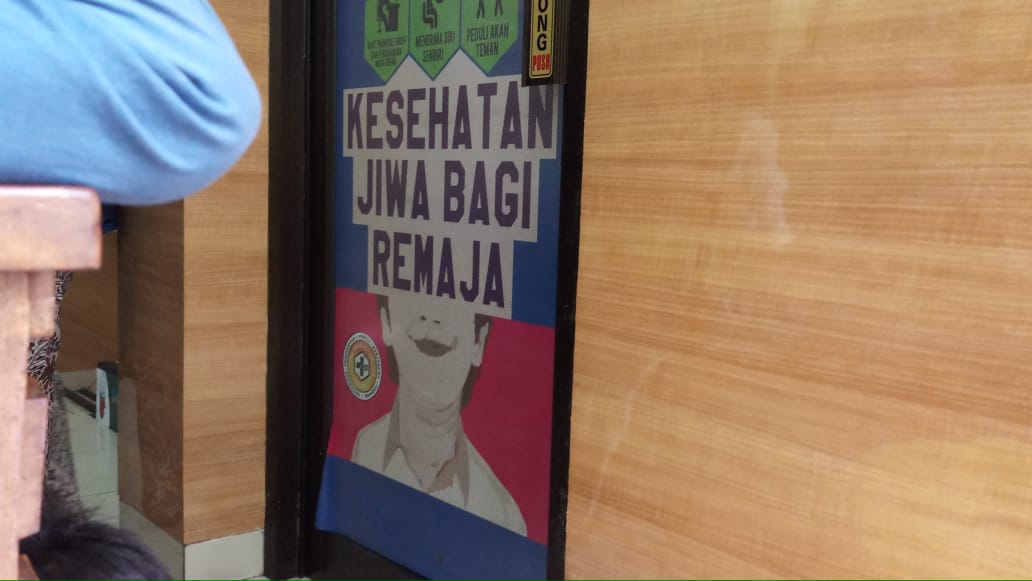 MENERIMA DIRI
SENDIRI
PEDULI AKAN
TEMAN
ONG
PUSH
KESEHATAN
JIWA BAGI
REMAJA